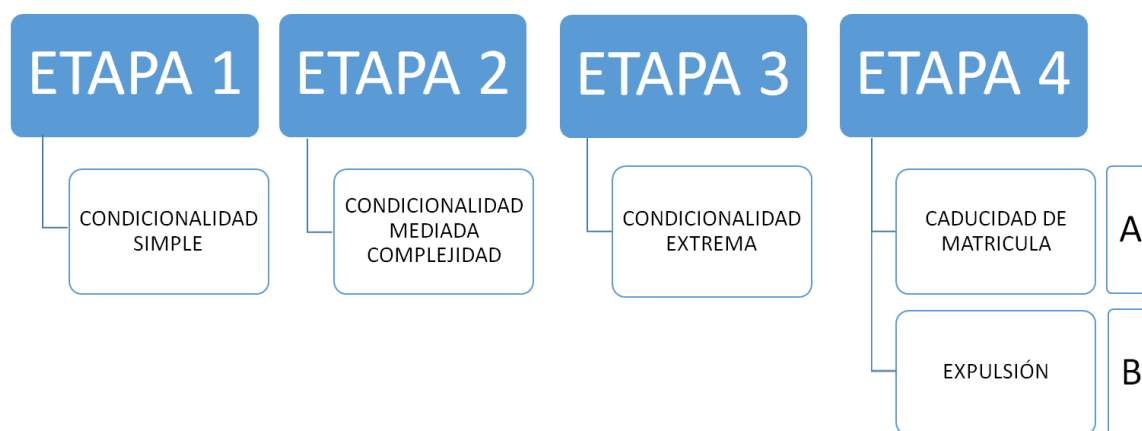 ETAPA 1
CONDICIONALIDAD
SIMPLE
ETAPA 2
CONDICIONALIDAD
MEDIADA
COMPLEJIDAD
ETAPA 3
CONDICIONALIDAD
EXTREMA
ETAPA 4
CADUCIDAD DE
MATRICULA
A
EXPULSIÓN
B